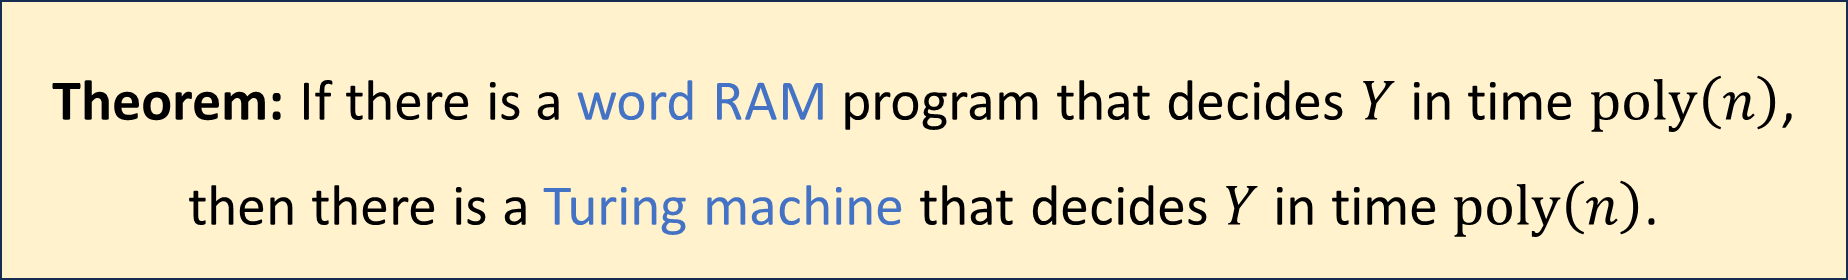 Theorem: If there is a word RAM program that decides Y in time poly(n),
then there is a Turing machine that decides Y in time poly(n).